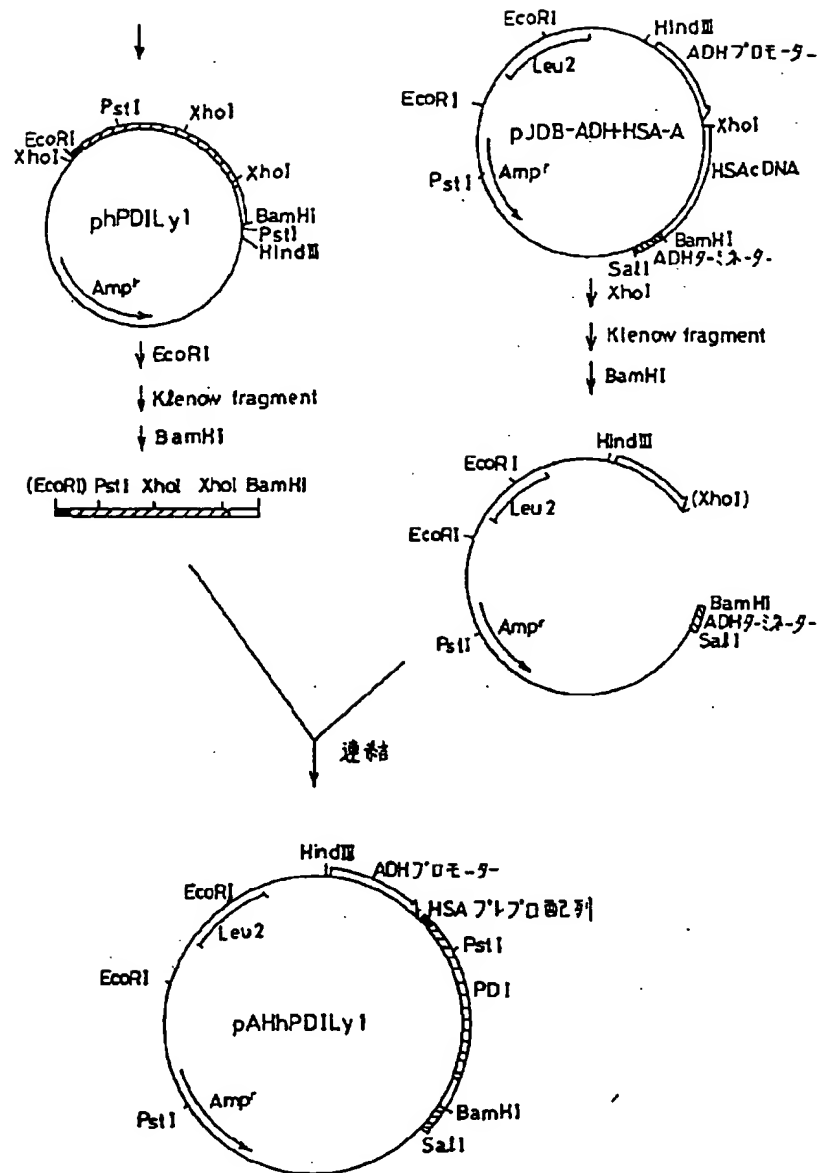 PstI
XhoI
EcoRI
XhoI
XhoI
BamHI
PstI
HindIII
phPDILy1
Ampr
EcoRI
Klenow fragment
BamHI
(EcoRI) PstI XhoI XhoI BamHI
EcoRI
HindIII
ADHプロモーター
Leu2
EcoRI
pJDB-ADH-HSA-A
XhoI
HSAcDNA
PstI
Ampr
BamHI
ADHターミネーター
SalI
XhoI
Klenow fragment
BamHI
HindIII
EcoRI
(XhoI)
Leu2
EcoRI
BamHI
ADHターミネーター
SalI
PstI
Ampr
連結
HindIII
ADHプロモーター
EcoRI
HSAプレプロ配列
Leu2
PstI
EcoRI
PDI
pAHhPDILy1
PstI
Ampr
BamHI
SalI